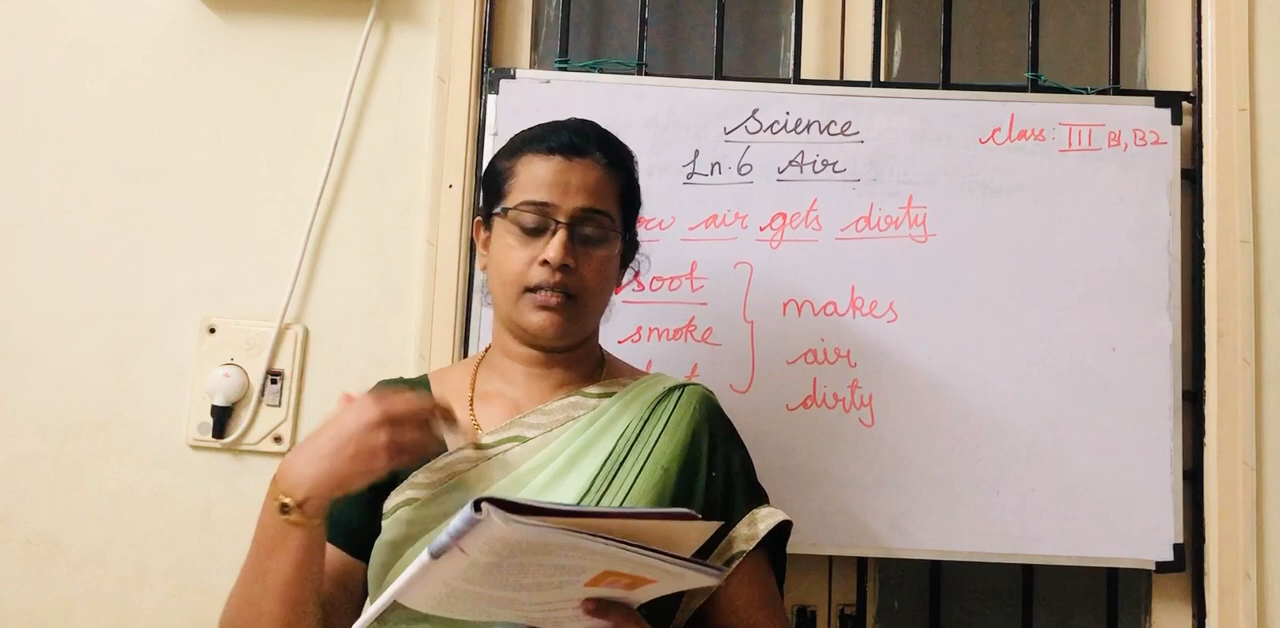 Science
class: III B1, B2
Ln.6 Air
air gets dirty
soot
smoke
makes
air
dirty